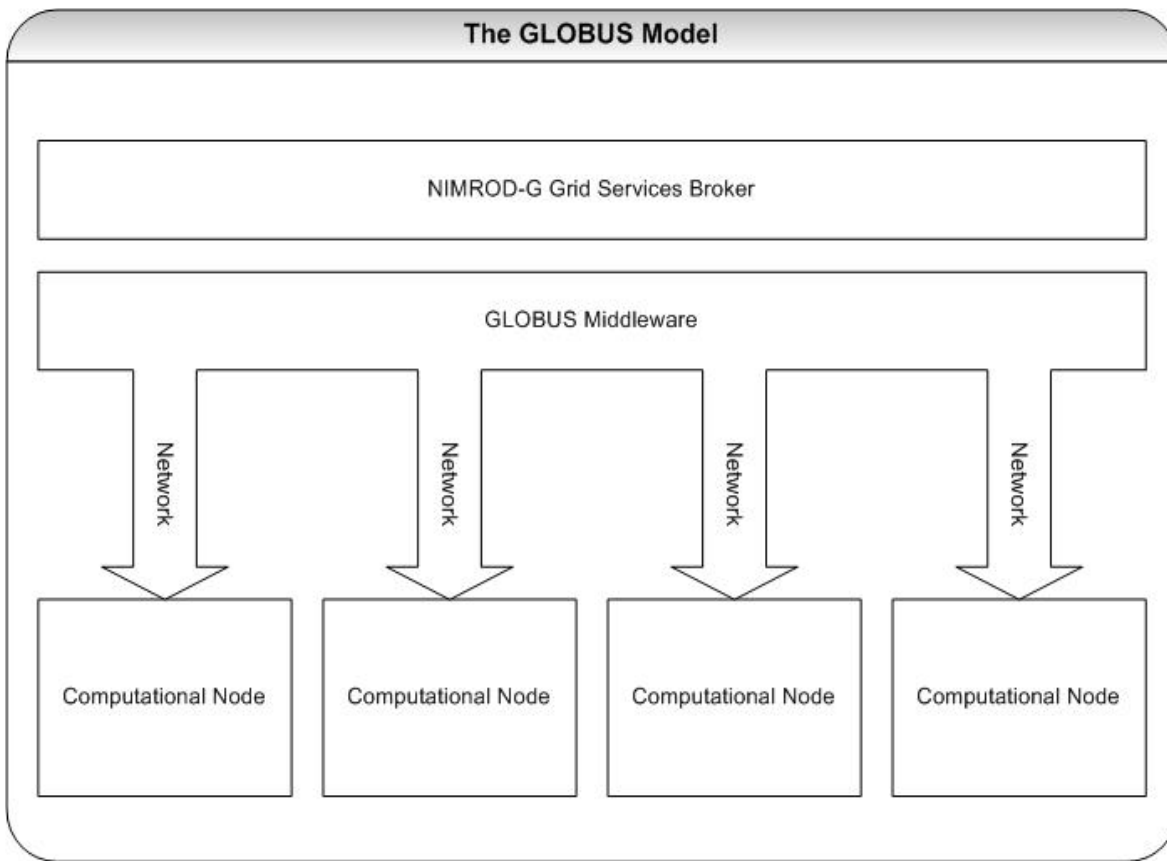 The GLOBUS Model
NIMROD-G Grid Services Broker
GLOBUS Middleware
Network
Network
Network
Network
Computational Node
Computational Node
Computational Node
Computational Node